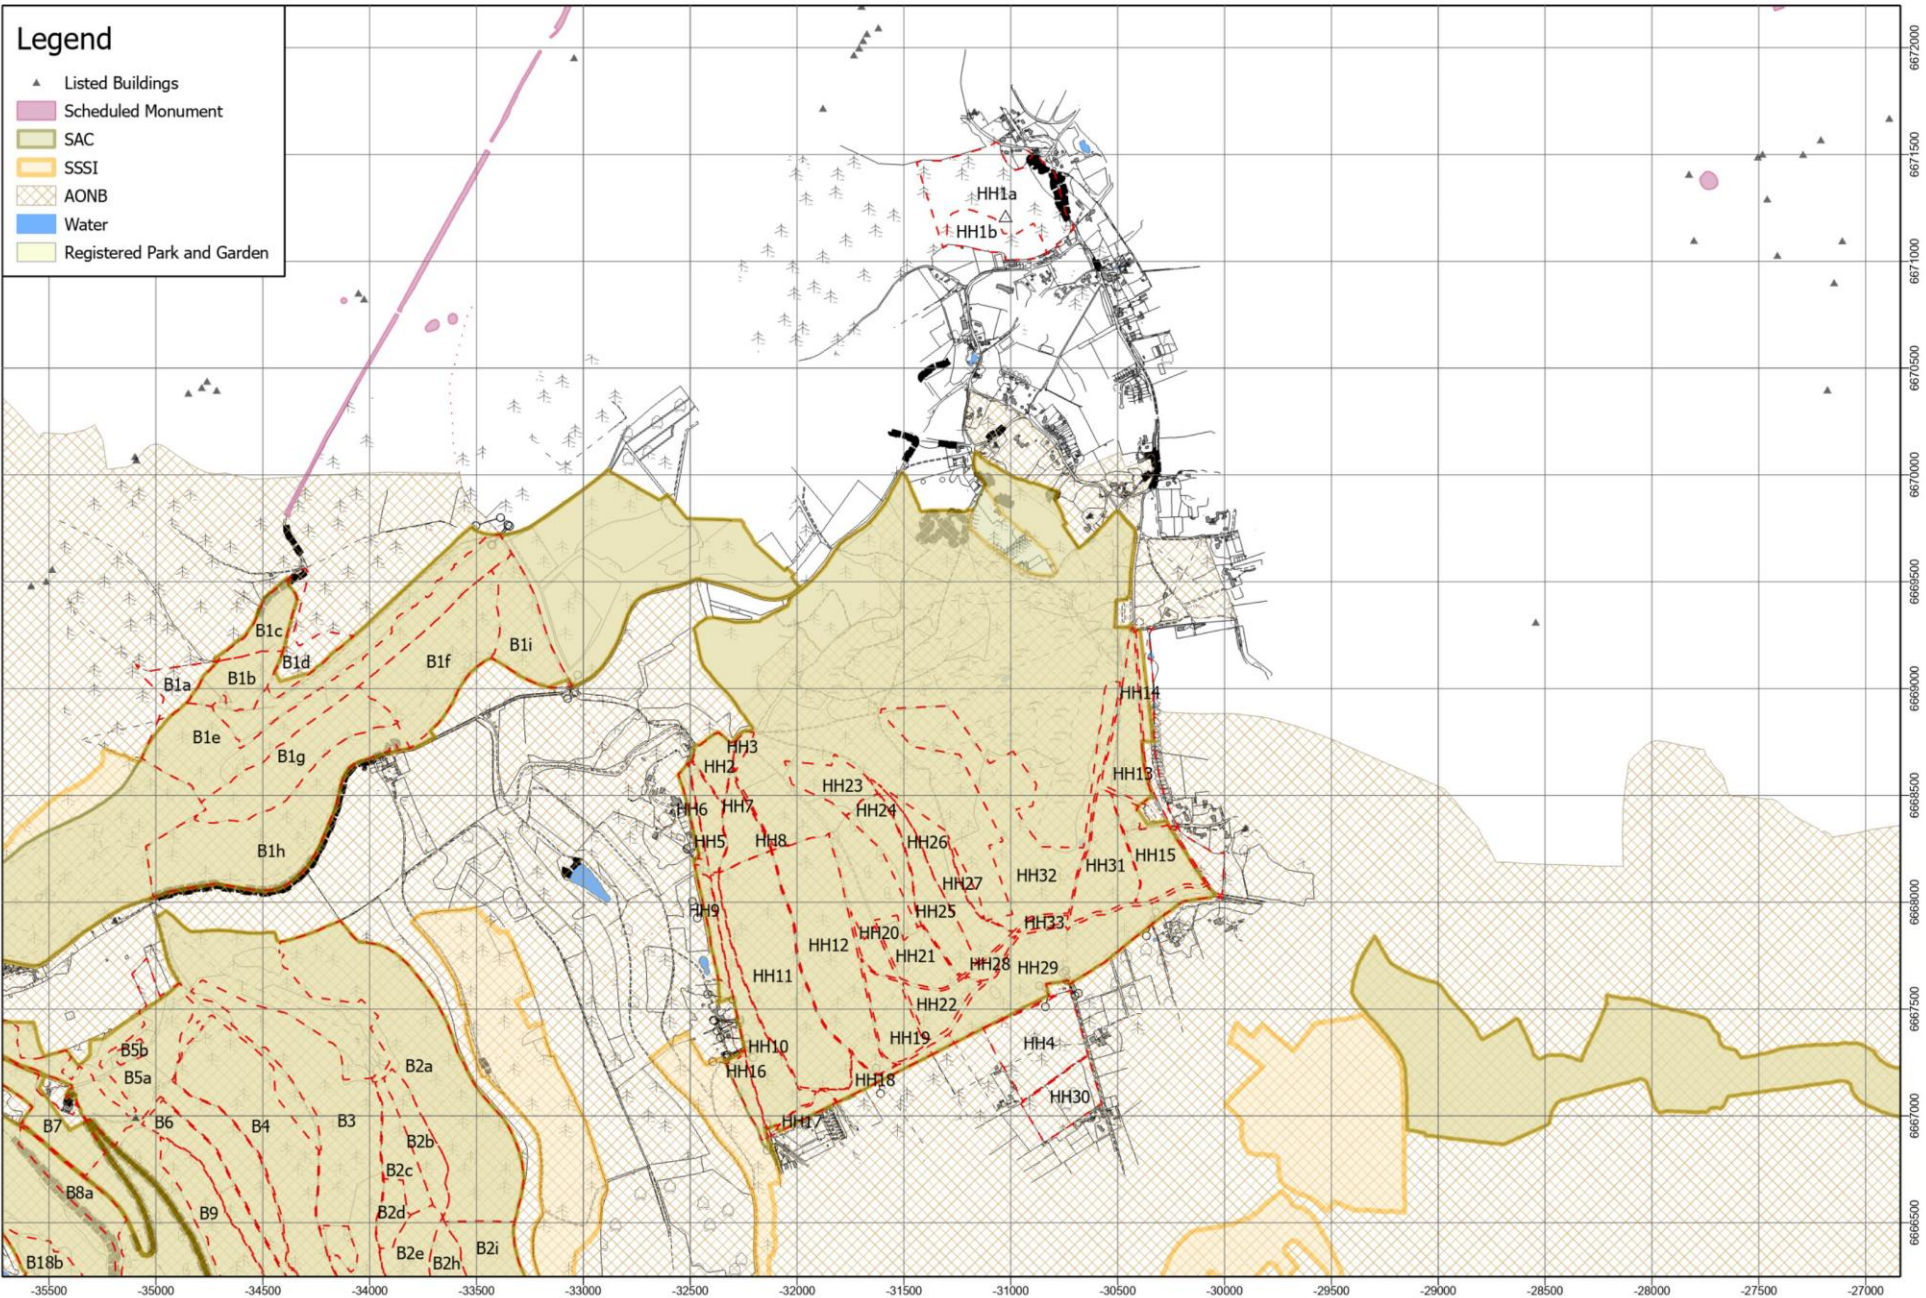 Legend
Listed Buildings
Scheduled Monument
SAC
SSSI
AONB
Water
Registered Park and Garden
HH1a
HH1b
B1c
B1d
B1i
B1f
B1a
B1b
B1e
B1g
B1h
HH14
HH3
HH2
HH13
HH23
HH6
HH7
HH24
HH5
HH8
HH26
HH15
HH31
HH32
HH27
HH9
HH25
HH33
HH20
HH12
HH21
HH28
HH29
HH11
HH22
HH19
HH4
HH10
HH16
HH18
HH30
HH17
B5b
B5a
B2a
B7
B6
B4
B3
B2b
B2c
B8a
B9
B2d
B2e
B2h
B2i
B18b
6672000
6671500
6671000
6670500
6670000
6669500
6669000
6668500
6668000
6667500
6667000
6666500
-35500
-35000
-34500
-34000
-33500
-33000
-32500
-32000
-31500
-31000
-30500
-30000
-29500
-29000
-28500
-28000
-27500
-27000